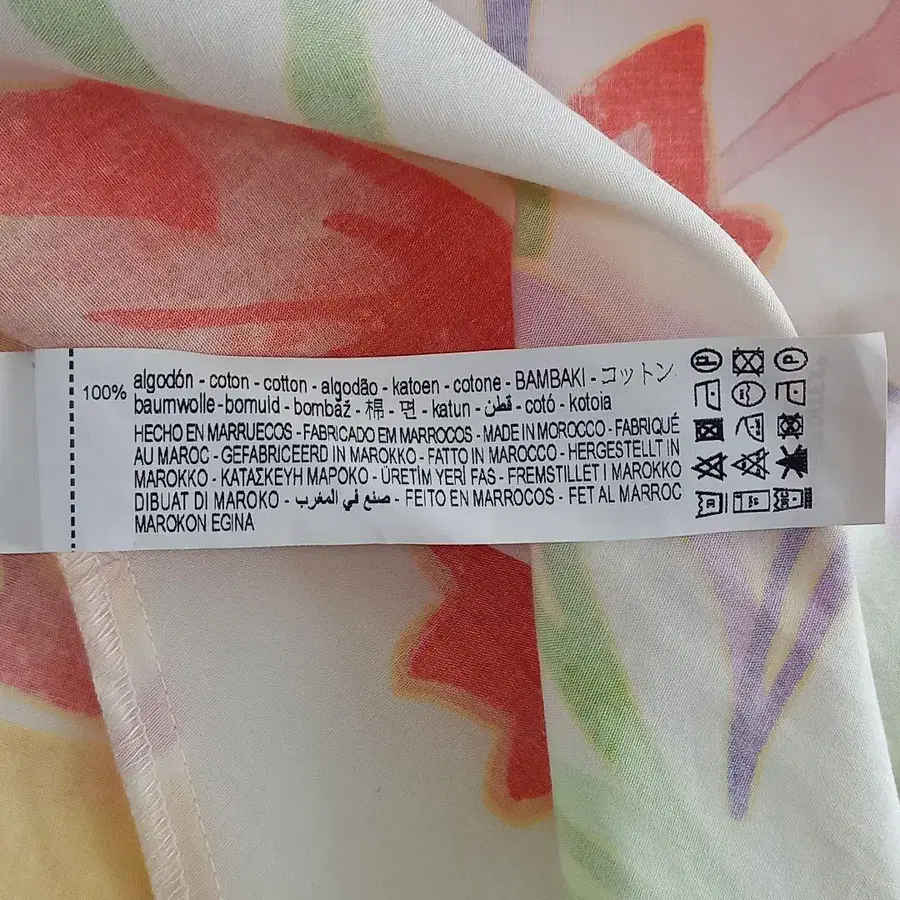 100% algodón - coton - cotton - algodão - katoen - cotone - ΒΑΜΒΑΚΙ - コットン
baumwolle - bomuld - bombaž - 棉 - 면 - katun - قطن - cotó - kotoia
HECHO EN MARRUECOS - FABRICADO EM MARROCOS - MADE IN MOROCCO - FABRIQUÉ
AU MAROC - GEFABRICEERD IN MAROKKO - FATTO IN MAROCCO - HERGESTELLT IN
MAROKKO - ΚΑΤΑΣΚΕΥΗ ΜΑΡΟΚΟ - ÜRETİM YERİ FAS - FREMSTILLET I MAROKKO
DIBUAT DI MAROKO - صنع في المغرب - FEITO EN MARROCOS - FET AL MARROC
MAROKON EGINA